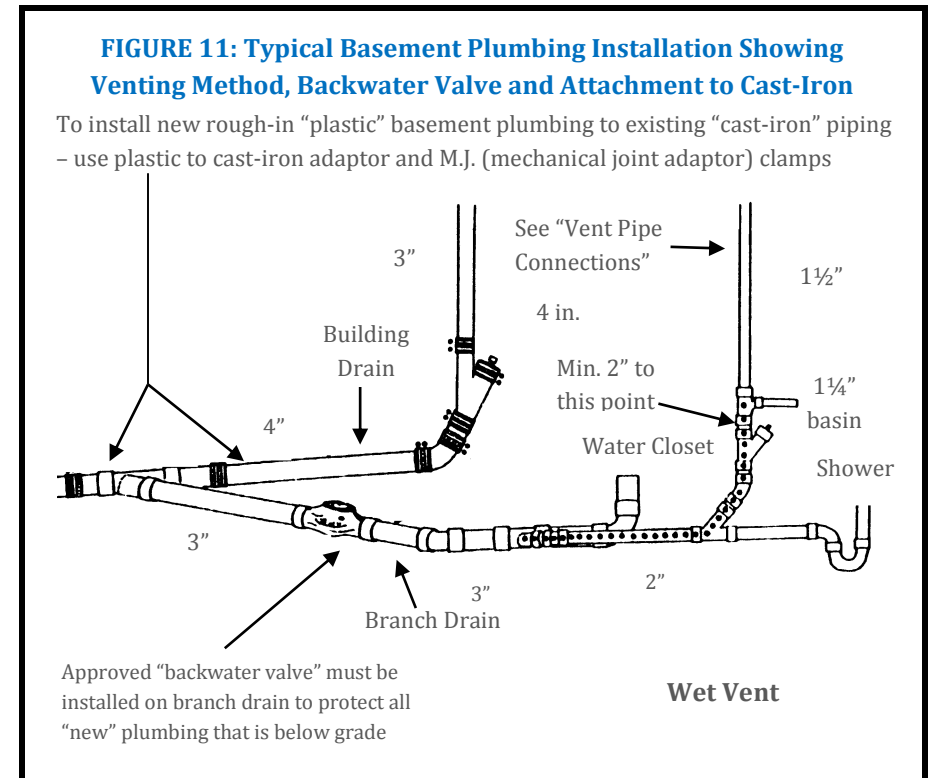 FIGURE 11: Typical Basement Plumbing Installation Showing
Venting Method, Backwater Valve and Attachment to Cast-Iron
To install new rough-in “plastic” basement plumbing to existing “cast-iron” piping
– use plastic to cast-iron adaptor and M.J. (mechanical joint adaptor) clamps
3”
See “Vent Pipe
Connections”
1½”
4 in.
Building
Drain
Min. 2” to
this point
1¼”
basin
4”
Water Closet
Shower
3”
3”
2”
Branch Drain
Approved “backwater valve” must be
installed on branch drain to protect all
“new” plumbing that is below grade
Wet Vent